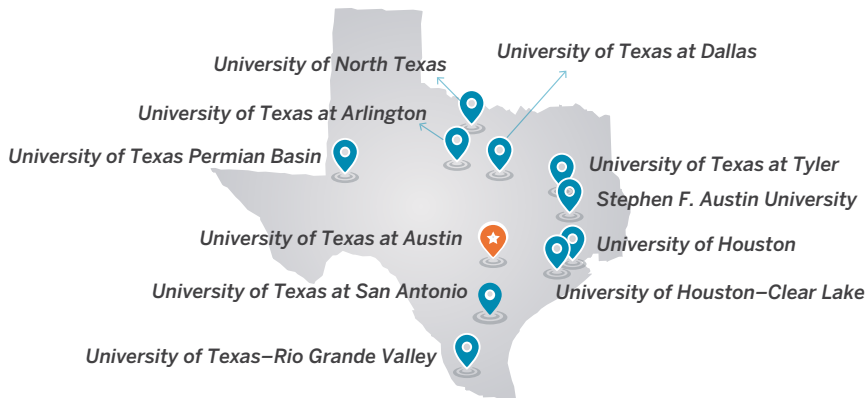 University of Texas at Dallas
University of North Texas
University of Texas at Arlington
University of Texas Permian Basin
University of Texas at Tyler
Stephen F. Austin University
University of Texas at Austin
University of Houston
University of Texas at San Antonio
University of Houston–Clear Lake
University of Texas–Rio Grande Valley